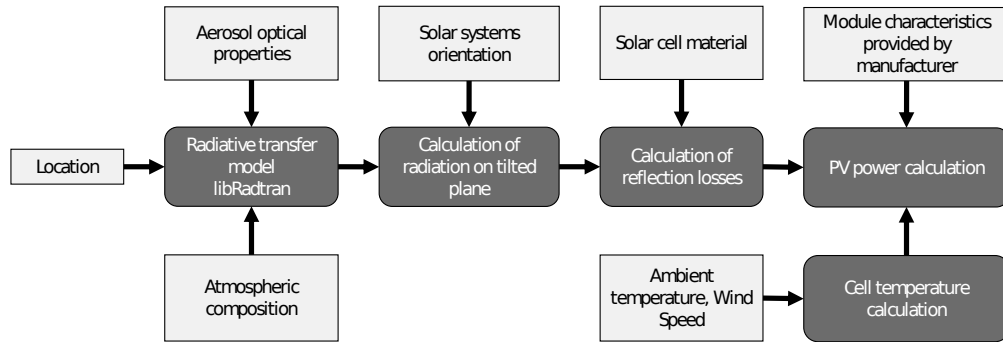 Aerosol optical
properties
Solar systems
orientation
Solar cell material
Module characteristics
provided by
manufacturer
Location
Radiative transfer
model
libRadtran
Calculation of
radiation on tilted
plane
Calculation of
reflection losses
PV power calculation
Atmospheric
composition
Ambient
temperature, Wind
Speed
Cell temperature
calculation